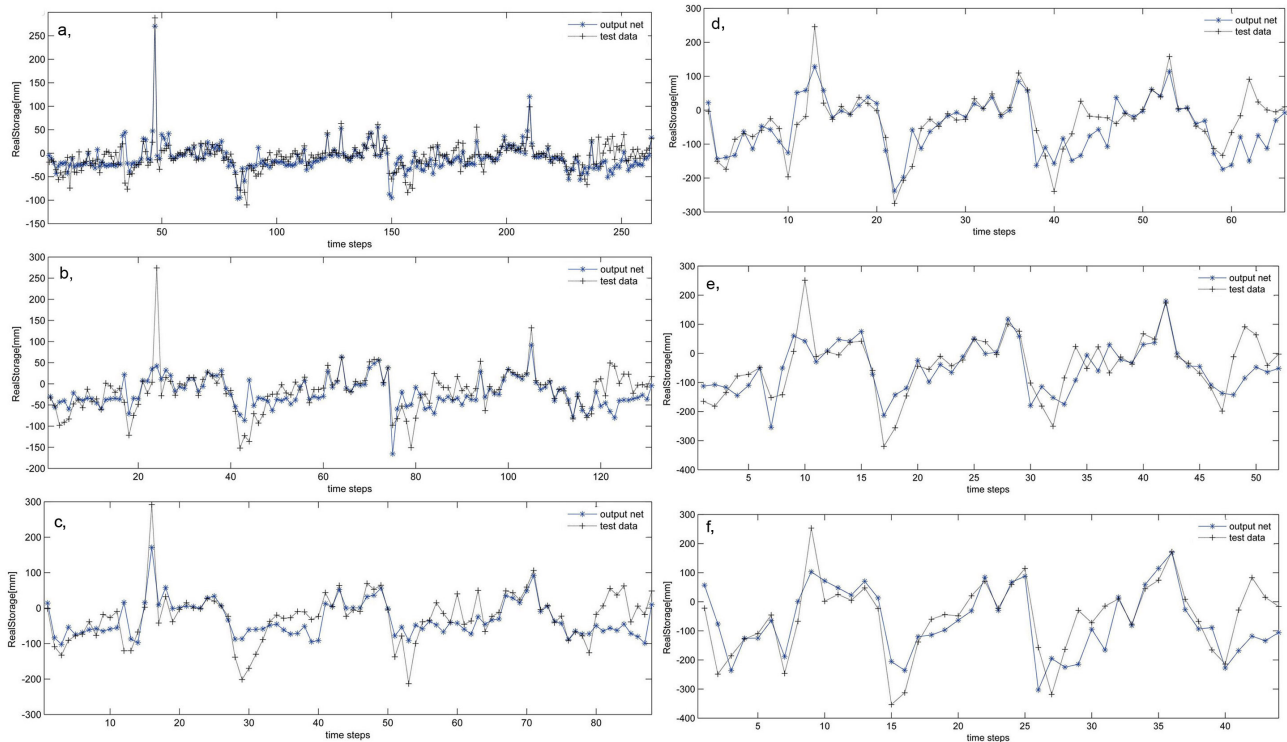 a,
RealStorage[mm]
300
250
200
150
100
50
0
-50
-100
-150
output net
test data
50 100 150 200 250
time steps
b,
RealStorage[mm]
300
250
200
150
100
50
0
-50
-100
-150
-200
output net
test data
20 40 60 80 100 120
time steps
c,
RealStorage[mm]
300
200
100
0
-100
-200
-300
output net
test data
10 20 30 40 50 60 70 80
time steps
d,
RealStorage[mm]
300
200
100
0
-100
-200
-300
output net
test data
10 20 30 40 50 60
time steps
e,
RealStorage[mm]
300
200
100
0
-100
-200
-300
-400
output net
test data
5 10 15 20 25 30 35 40 45 50
time steps
f,
RealStorage[mm]
300
200
100
0
-100
-200
-300
-400
output net
test data
5 10 15 20 25 30 35 40
time steps